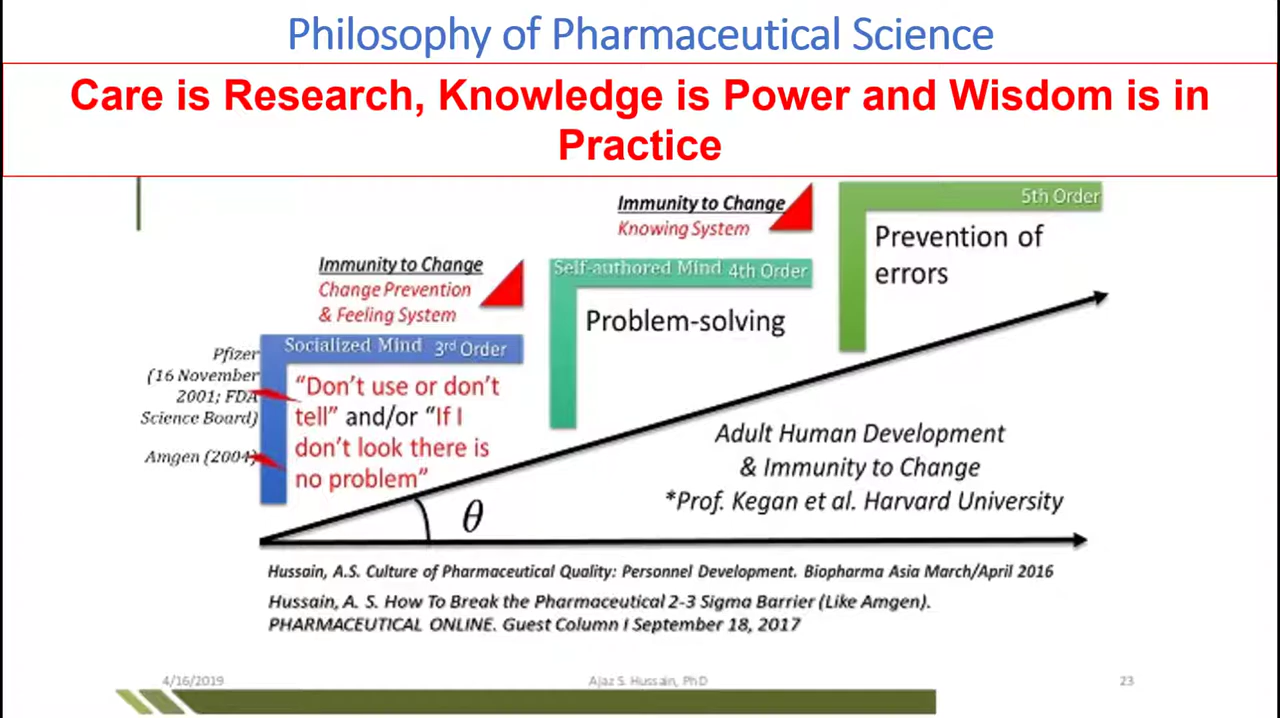 Philosophy of Pharmaceutical Science
Care is Research, Knowledge is Power and Wisdom is in
Practice
Immunity to Change
Knowing System
5th Order
Prevention of
errors
Immunity to Change
Change Prevention
& Feeling System
Self-authored Mind 4th Order
Problem-solving
Socialized Mind 3rd Order
Pfizer
(16 November
2001; FDA
Science Board)
Amgen (2004)
"Don't use or don't
tell" and/or "If I
don't look there is
no problem"
θ
Adult Human Development
& Immunity to Change
*Prof. Kegan et al. Harvard University
Hussain, A.S. Culture of Pharmaceutical Quality: Personnel Development. Biopharma Asia March/April 2016
Hussain, A. S. How To Break the Pharmaceutical 2-3 Sigma Barrier (Like Amgen).
PHARMACEUTICAL ONLINE. Guest Column I September 18, 2017
4/16/2019
Ajaz S. Hussain, PhD
23